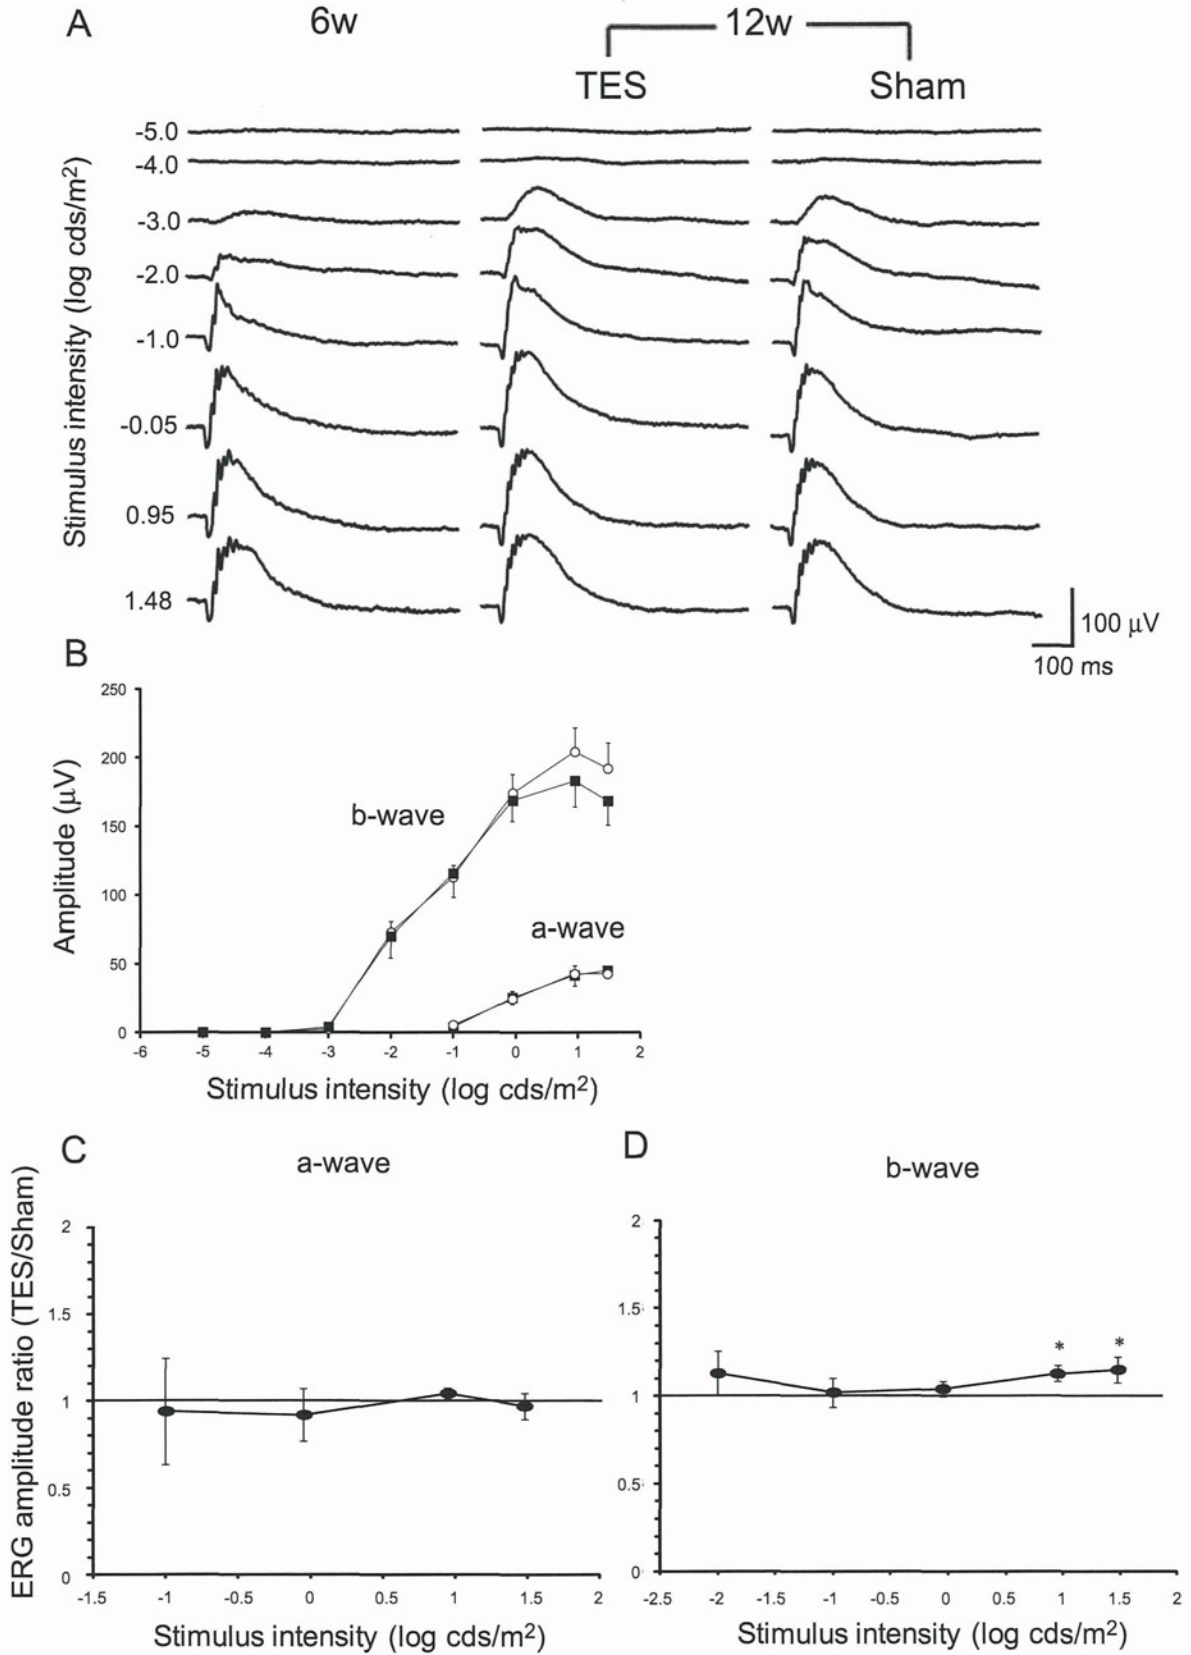 A
6w
12w
TES
Sham
Stimulus intensity (log cds/m²)
-5.0
-4.0
-3.0
-2.0
-1.0
-0.05
0.95
1.48
100 µV
100 ms
B
Amplitude (µV)
250
200
150
100
50
0
b-wave
a-wave
-6 -5 -4 -3 -2 -1 0 1 2
Stimulus intensity (log cds/m²)
C
a-wave
ERG amplitude ratio (TES/Sham)
2
1.5
1
0.5
0
-1.5 -1 -0.5 0 0.5 1 1.5 2
Stimulus intensity (log cds/m²)
D
b-wave
2
1.5
1
0.5
0
* *
-2.5 -2 -1.5 -1 -0.5 0 0.5 1 1.5 2
Stimulus intensity (log cds/m²)